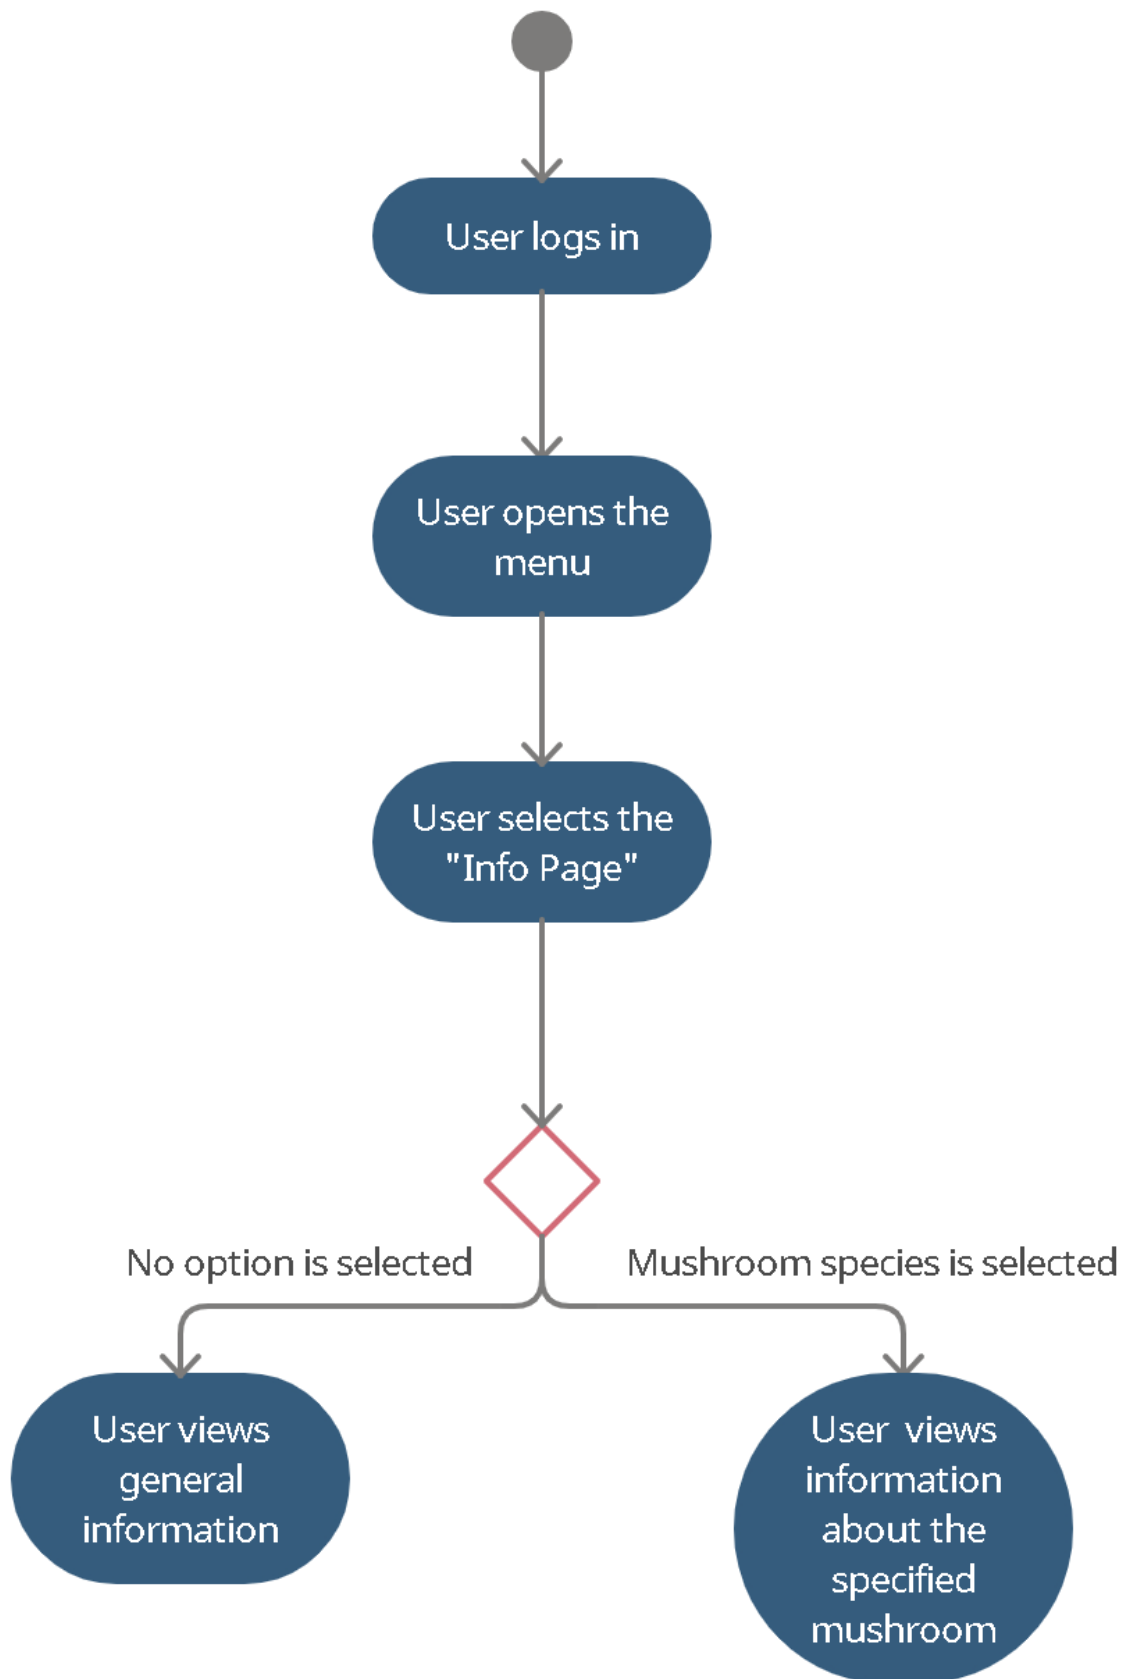 User logs in
User opens the
menu
User selects the
"Info Page"
No option is selected
Mushroom species is selected
User views
general
information
User  views
information
about the
specified
mushroom